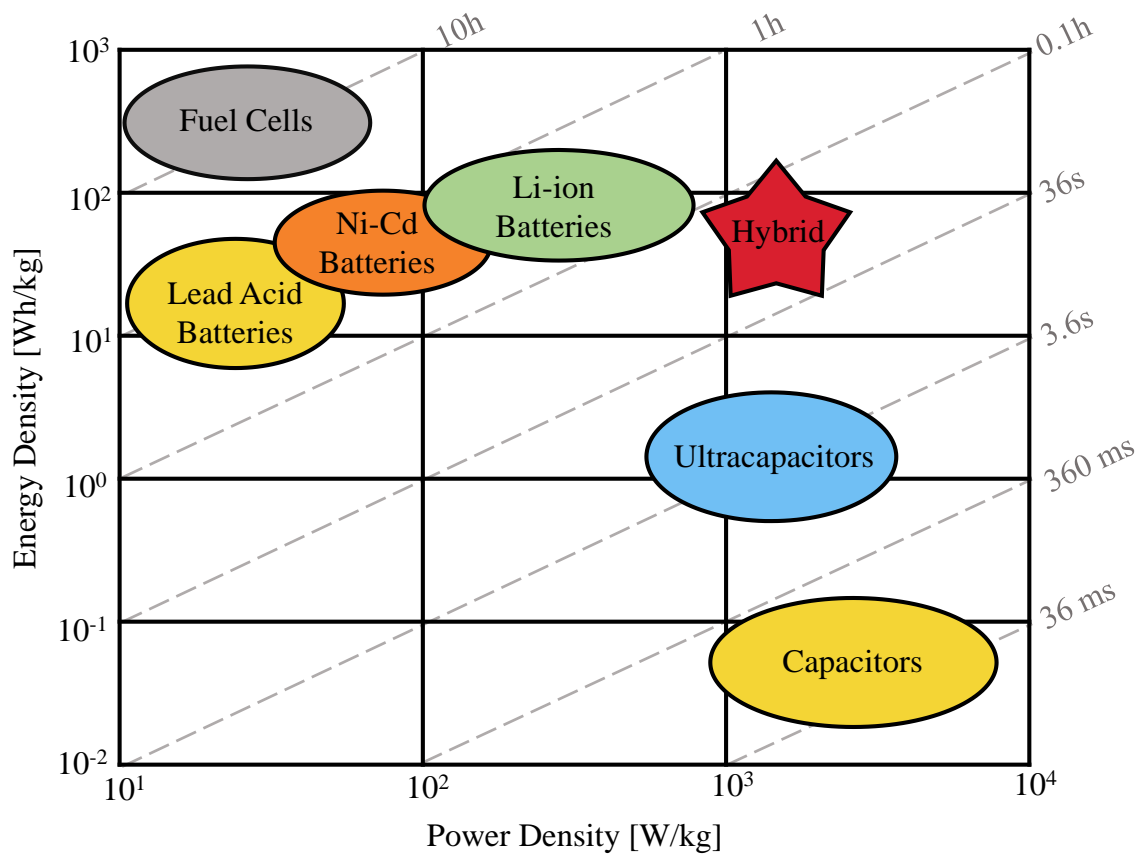 10h
1h
0.1h
10³
Fuel Cells
10²
Li-ion
Batteries
36s
Ni-Cd
Batteries
Hybrid
Lead Acid
Batteries
10¹
3.6s
Energy Density [Wh/kg]
Ultracapacitors
10⁰
360 ms
10⁻¹
36 ms
Capacitors
10⁻²
10¹
10²
10³
10⁴
Power Density [W/kg]